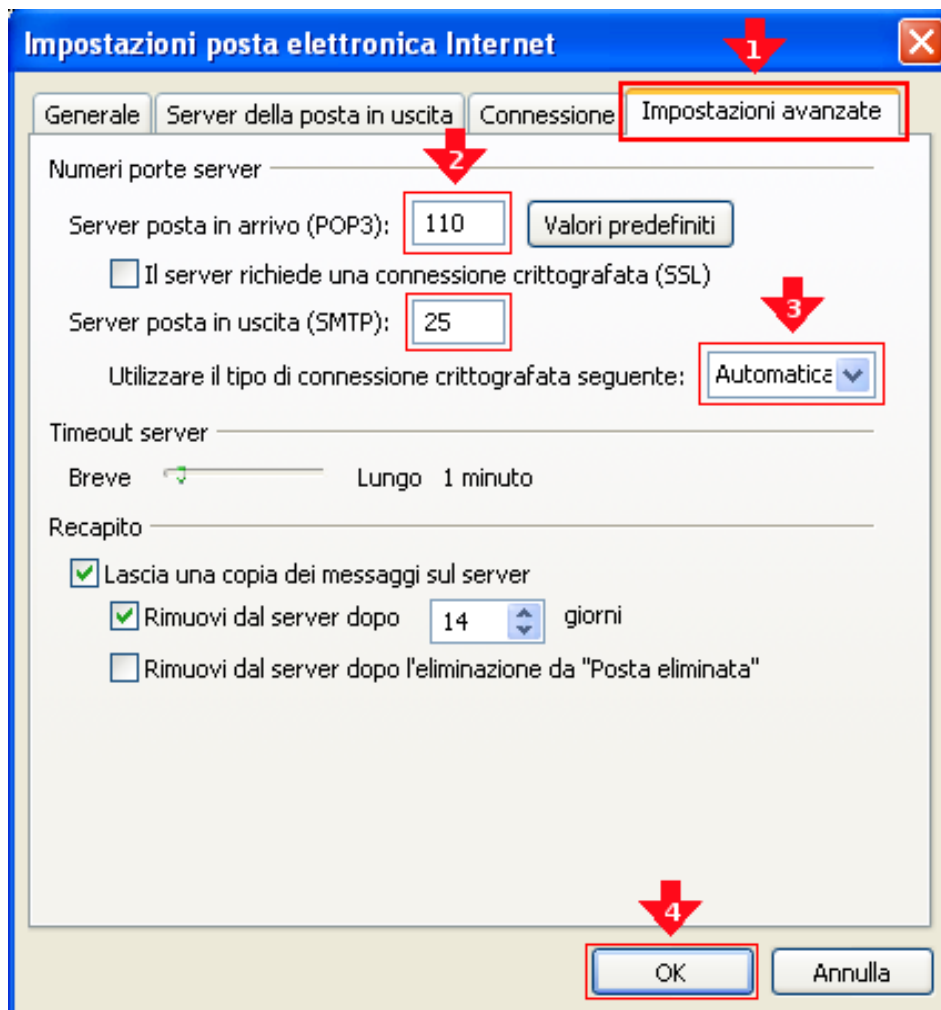 Impostazioni posta elettronica Internet
1
Generale Server della posta in uscita Connessione Impostazioni avanzate
2
Numeri porte server
Server posta in arrivo (POP3): 110 Valori predefiniti
Il server richiede una connessione crittografata (SSL)
3
Server posta in uscita (SMTP): 25
Utilizzare il tipo di connessione crittografata seguente: Automatica
Timeout server
Breve Lungo 1 minuto
Recapito
Lascia una copia dei messaggi sul server
Rimuovi dal server dopo 14 giorni
Rimuovi dal server dopo l'eliminazione da "Posta eliminata"
4
OK Annulla